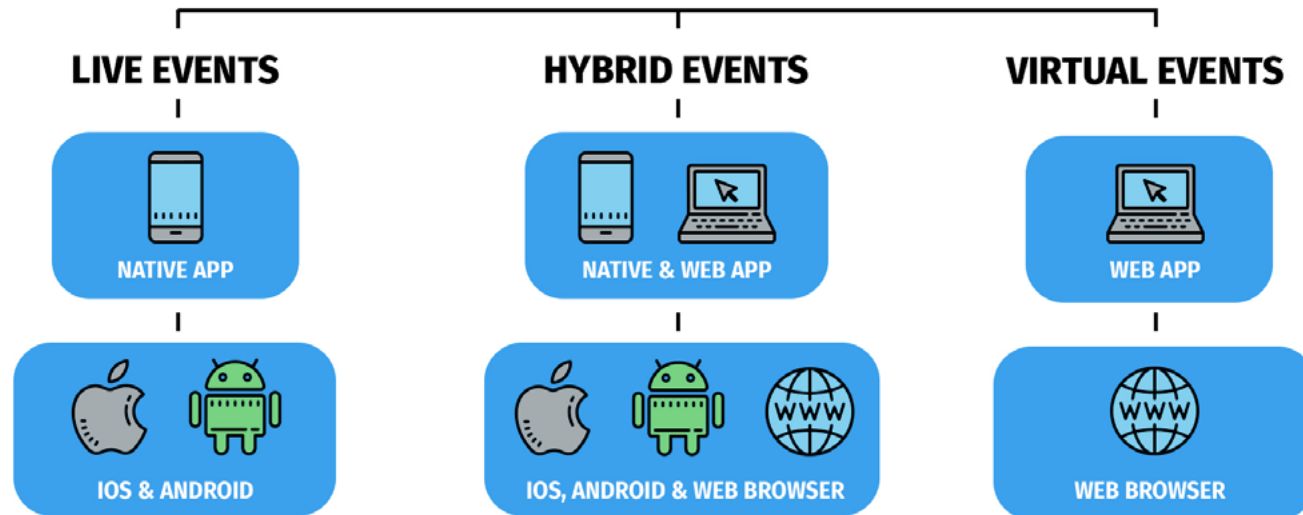 LIVE EVENTS
HYBRID EVENTS
VIRTUAL EVENTS
NATIVE APP
NATIVE & WEB APP
WEB APP
WWW
WWW
IOS & ANDROID
IOS, ANDROID & WEB BROWSER
WEB BROWSER